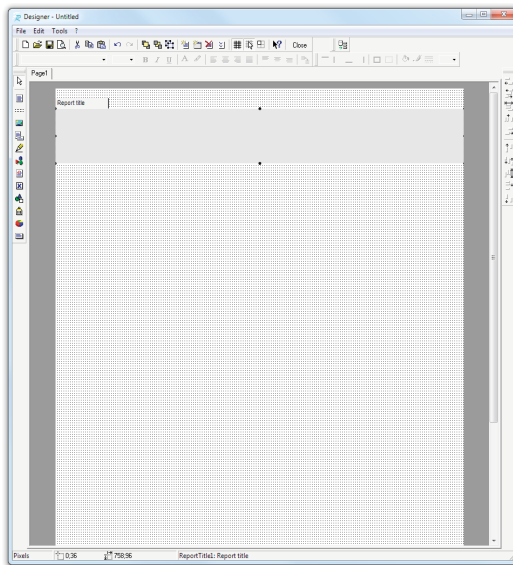 Designer - Untitled
File Edit Tools ?
Close
B I U
Page1
Report title
Pixels 0;36 758;96 ReportTitle1: Report title